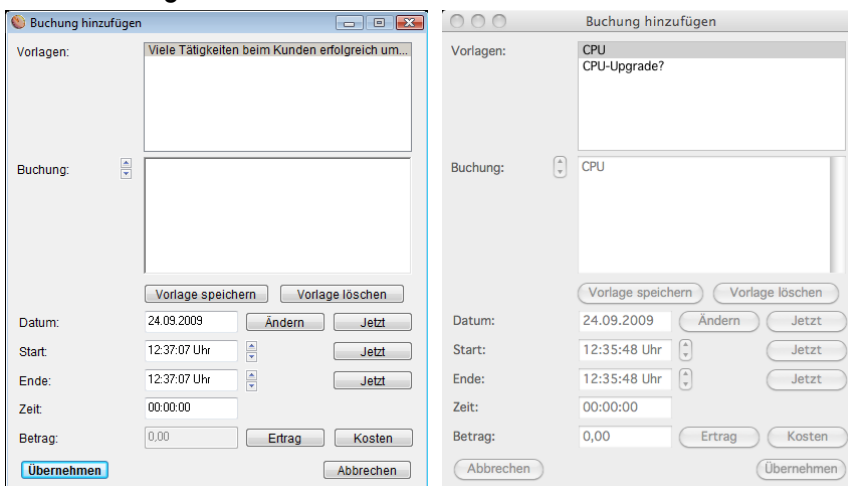 Buchung hinzufügen
Vorlagen:
Viele Tätigkeiten beim Kunden erfolgreich um...
Buchung:
Vorlage speichern Vorlage löschen
Datum: 24.09.2009 Ändern Jetzt
Start: 12:37:07 Uhr Jetzt
Ende: 12:37:07 Uhr Jetzt
Zeit: 00:00:00
Betrag: 0,00 Ertrag Kosten
Übernehmen Abbrechen
Buchung hinzufügen
Vorlagen:
CPU
CPU-Upgrade?
Buchung: CPU
Vorlage speichern Vorlage löschen
Datum: 24.09.2009 Ändern Jetzt
Start: 12:35:48 Uhr Jetzt
Ende: 12:35:48 Uhr Jetzt
Zeit: 00:00:00
Betrag: 0,00 Ertrag Kosten
Abbrechen Übernehmen